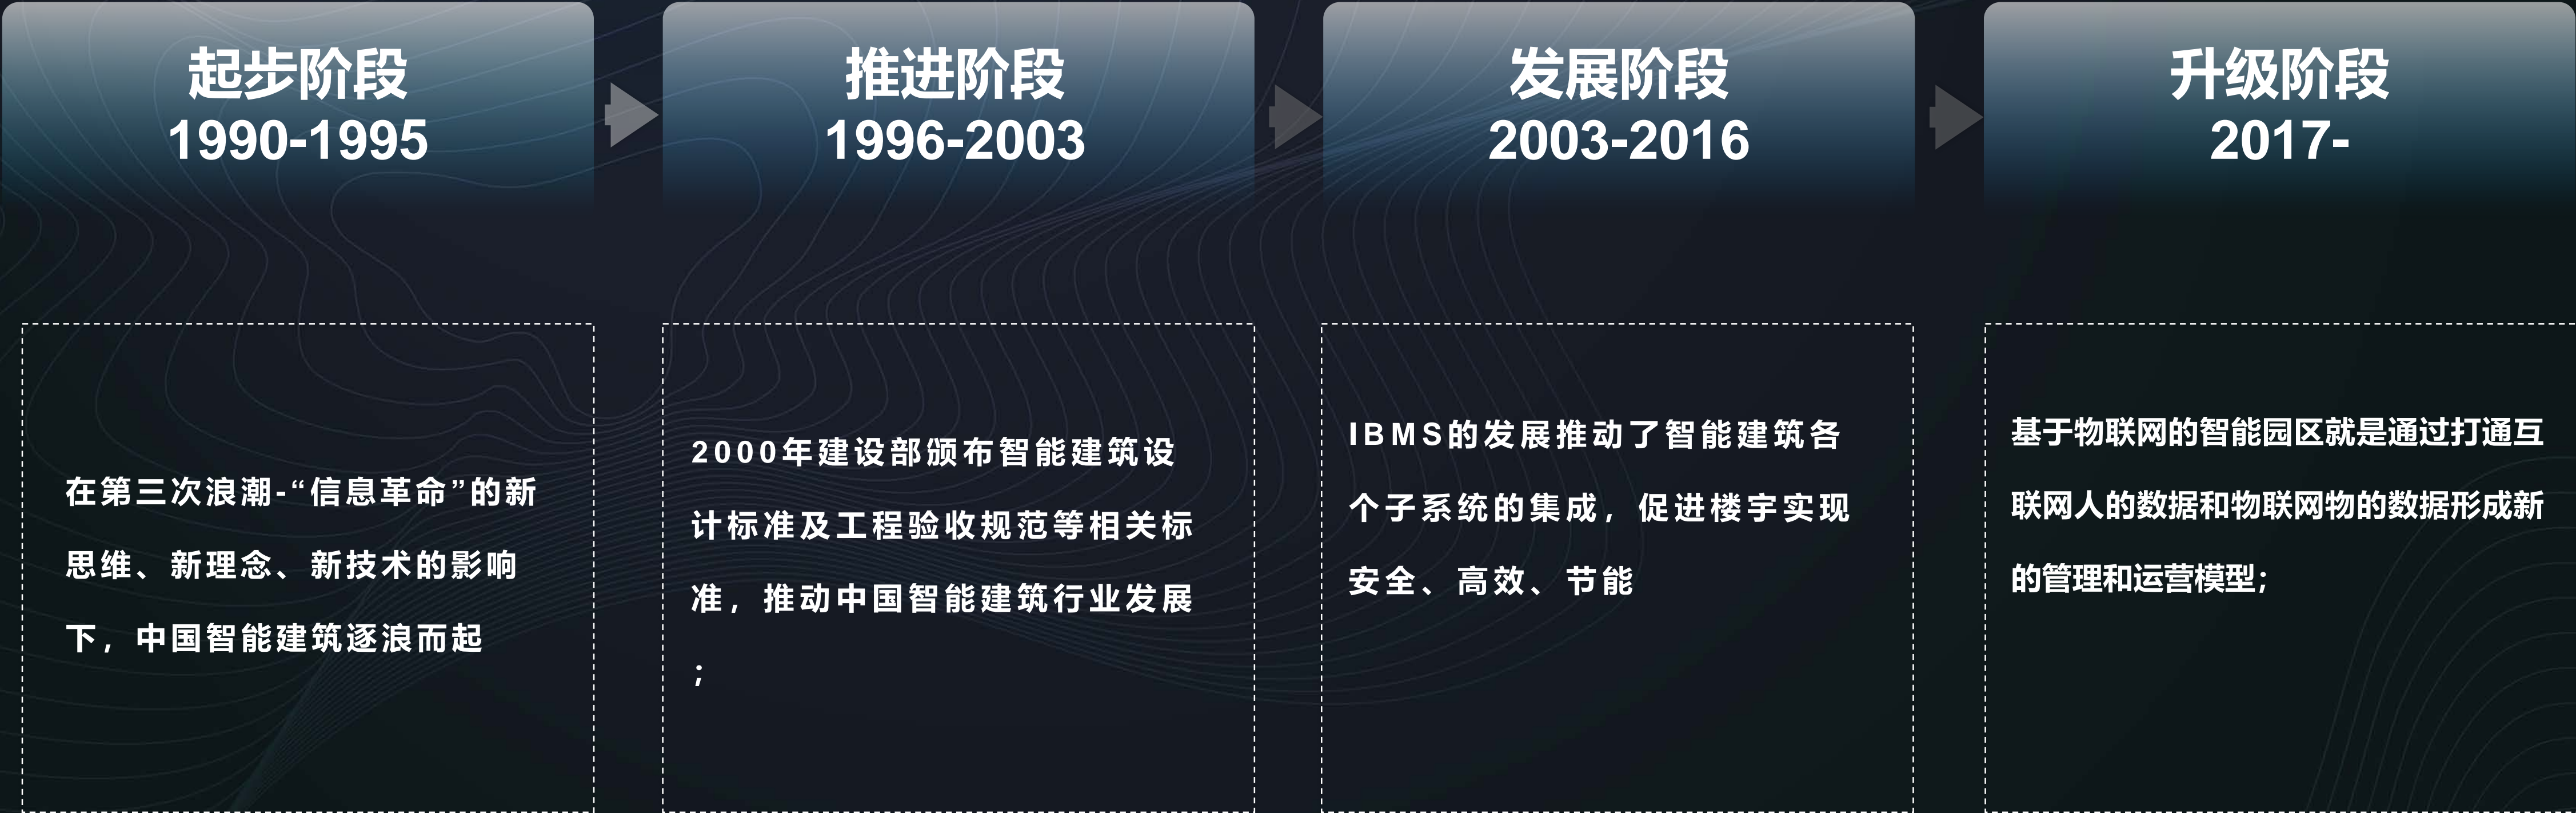 起步阶段
1990-1995
推进阶段
1996-2003
发展阶段
2003-2016
升级阶段
2017-
在第三次浪潮-“信息革命”的新
思维、新理念、新技术的影响
下，中国智能建筑逐浪而起
2000年建设部颁布智能建筑设
计标准及工程验收规范等相关标
准，推动中国智能建筑行业发展
；
IBMS的发展推动了智能建筑各
个子系统的集成，促进楼宇实现
安全、高效、节能
基于物联网的智能园区就是通过打通互
联网人的数据和物联网物的数据形成新
的管理和运营模型；